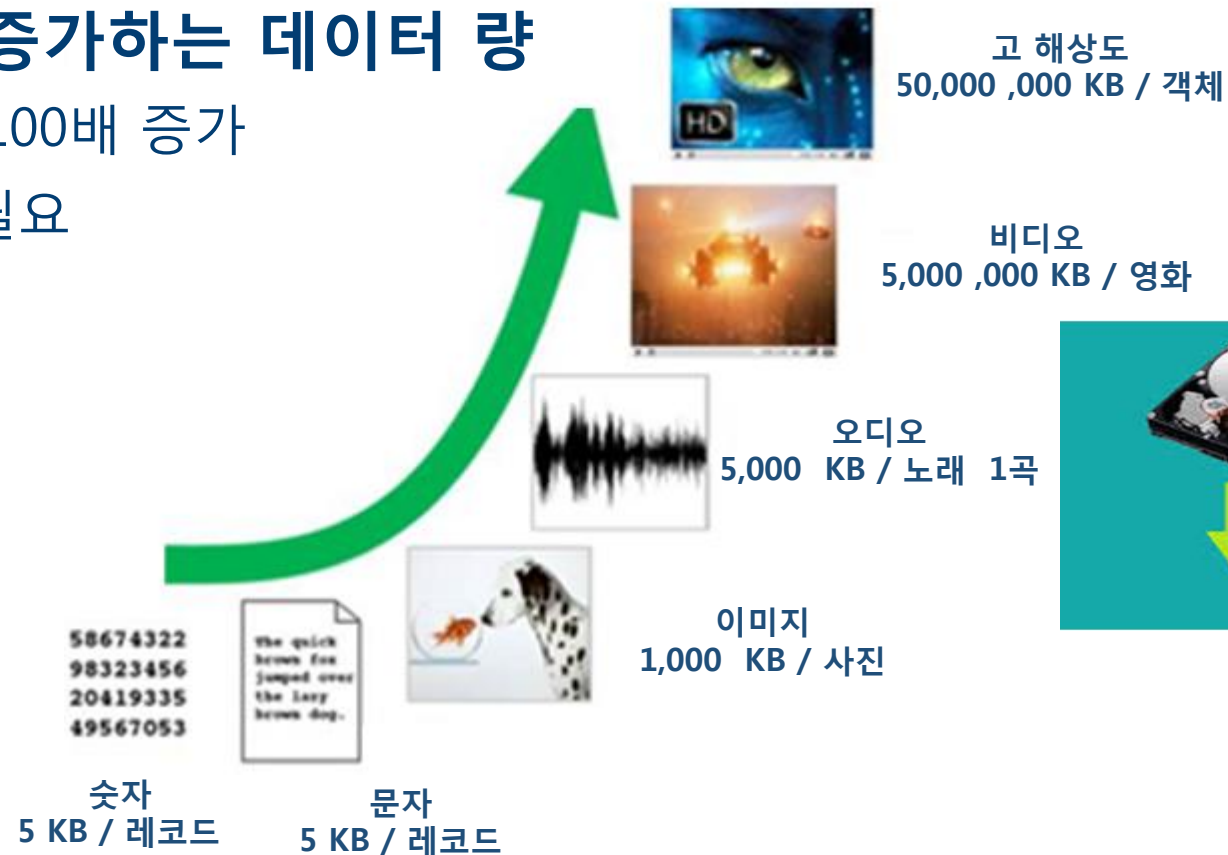 증가하는 데이터 량
100배 증가
필요
고 해상도
50,000 ,000 KB / 객체
HD
비디오
5,000 ,000 KB / 영화
오디오
5,000 KB / 노래 1곡
이미지
1,000 KB / 사진
58674322
98323456
20419335
49567053
The quick
brown fox
jumped over
the lazy
brown dog.
숫자
5 KB / 레코드
문자
5 KB / 레코드